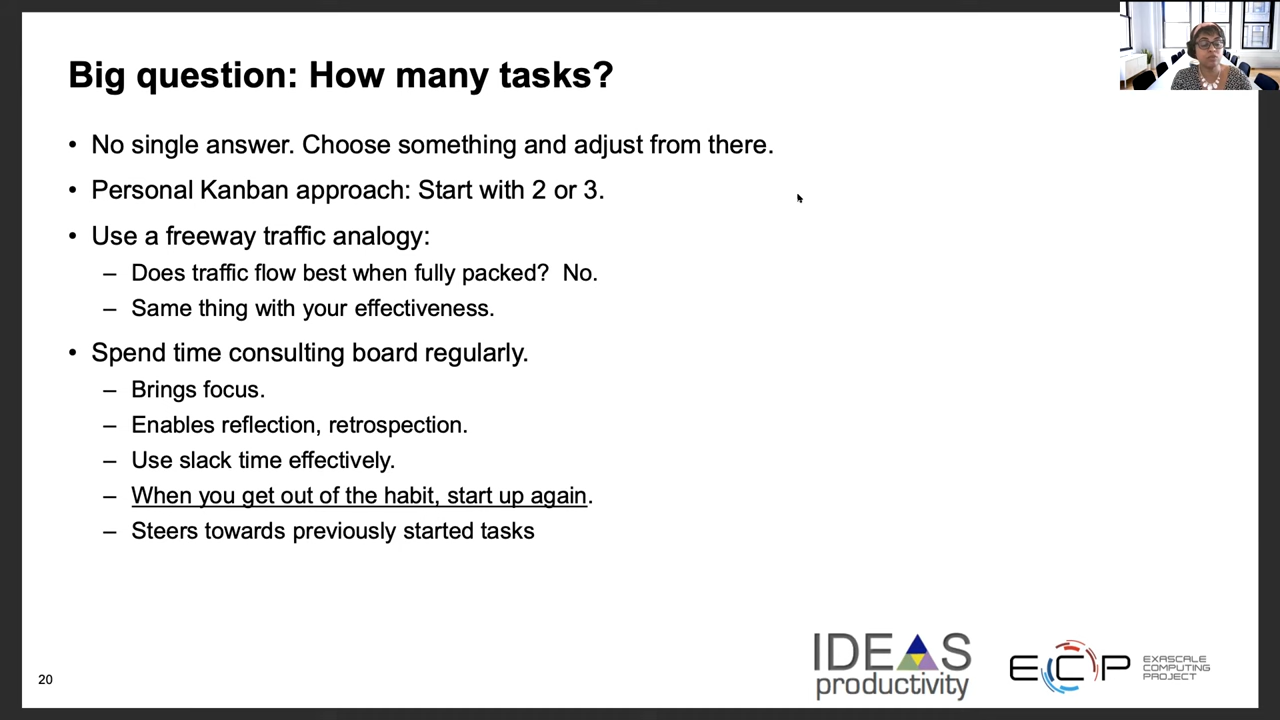 Big question: How many tasks?
• No single answer. Choose something and adjust from there.
• Personal Kanban approach: Start with 2 or 3.
• Use a freeway traffic analogy:
– Does traffic flow best when fully packed?  No.
– Same thing with your effectiveness.
• Spend time consulting board regularly.
– Brings focus.
– Enables reflection, retrospection.
– Use slack time effectively.
– When you get out of the habit, start up again.
– Steers towards previously started tasks
20
IDEAS
productivity
ECP
EXASCALE
COMPUTING
PROJECT